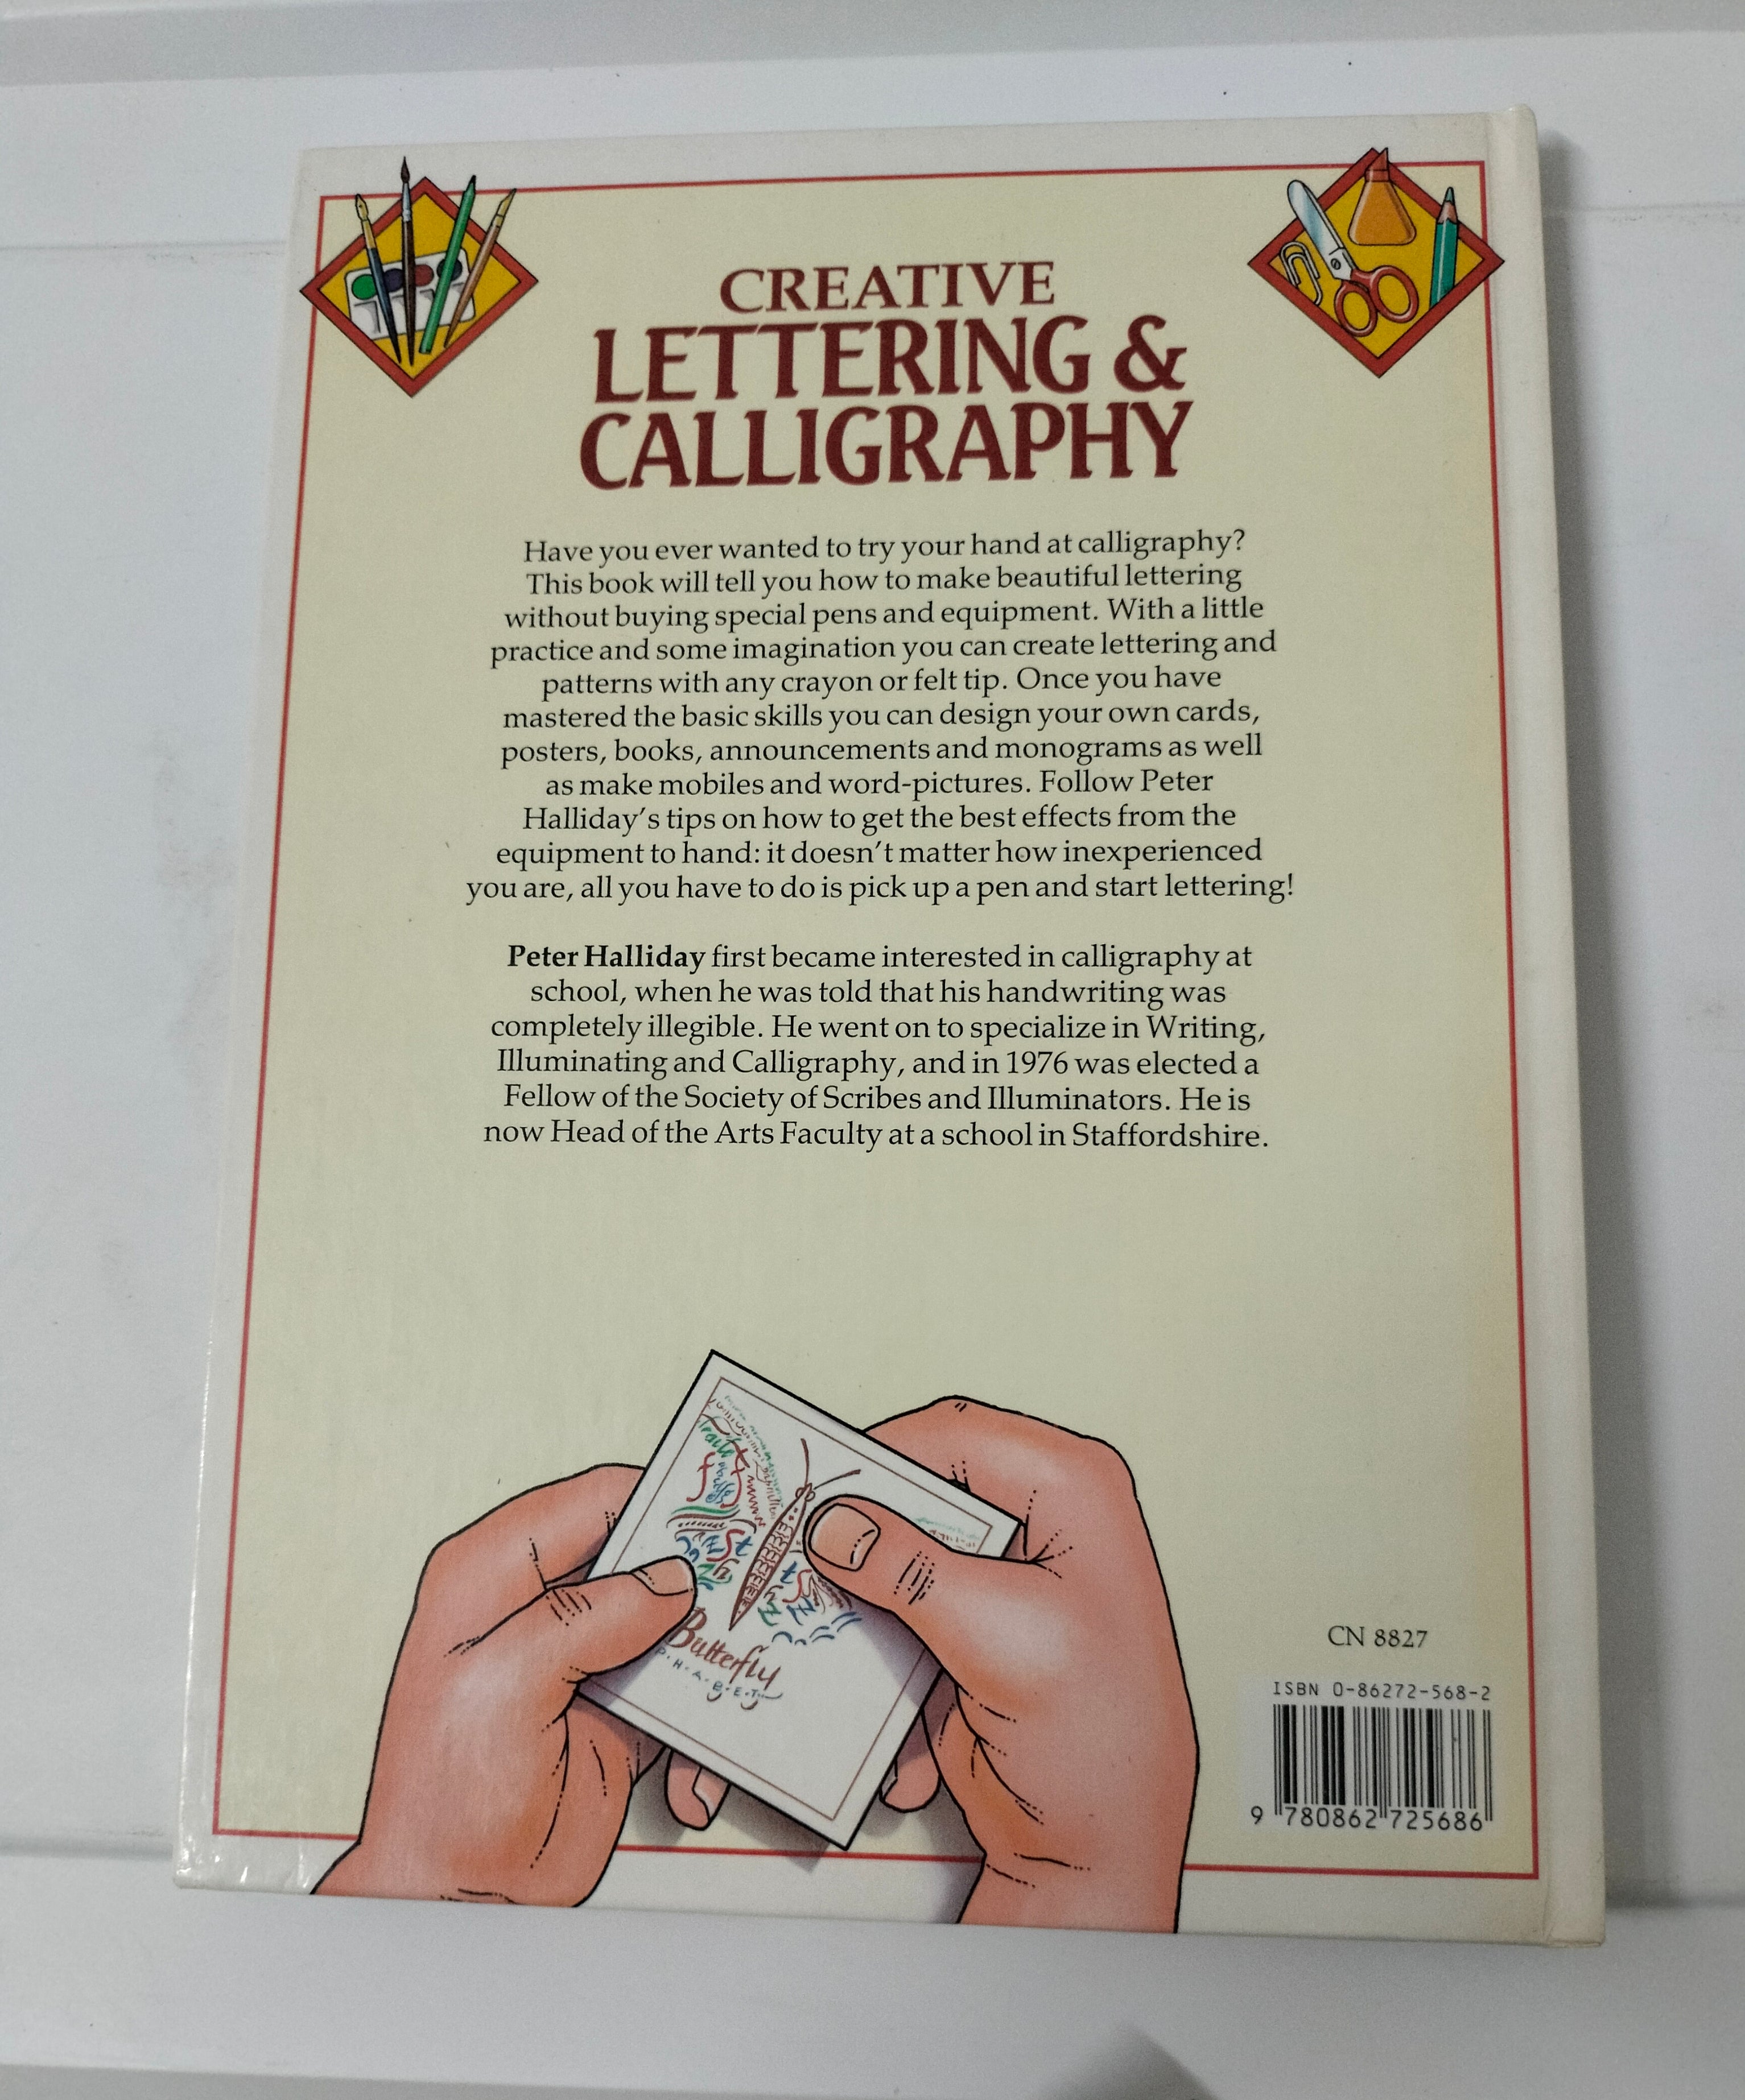 CREATIVE
LETTERING &
CALLIGRAPHY
Have you ever wanted to try your hand at calligraphy?
This book will tell you how to make beautiful lettering
without buying special pens and equipment. With a little
practice and some imagination you can create lettering and
patterns with any crayon or felt tip. Once you have
mastered the basic skills you can design your own cards,
posters, books, announcements and monograms as well
as make mobiles and word-pictures. Follow Peter
Halliday's tips on how to get the best effects from the
equipment to hand: it doesn't matter how inexperienced
you are, all you have to do is pick up a pen and start lettering!
Peter Halliday first became interested in calligraphy at
school, when he was told that his handwriting was
completely illegible. He went on to specialize in Writing,
Illuminating and Calligraphy, and in 1976 was elected a
Fellow of the Society of Scribes and Illuminators. He is
now Head of the Arts Faculty at a school in Staffordshire.
Butterfly
P·H·A·B·E·T
CN 8827
ISBN 0-86272-568-2
9 780862 725686